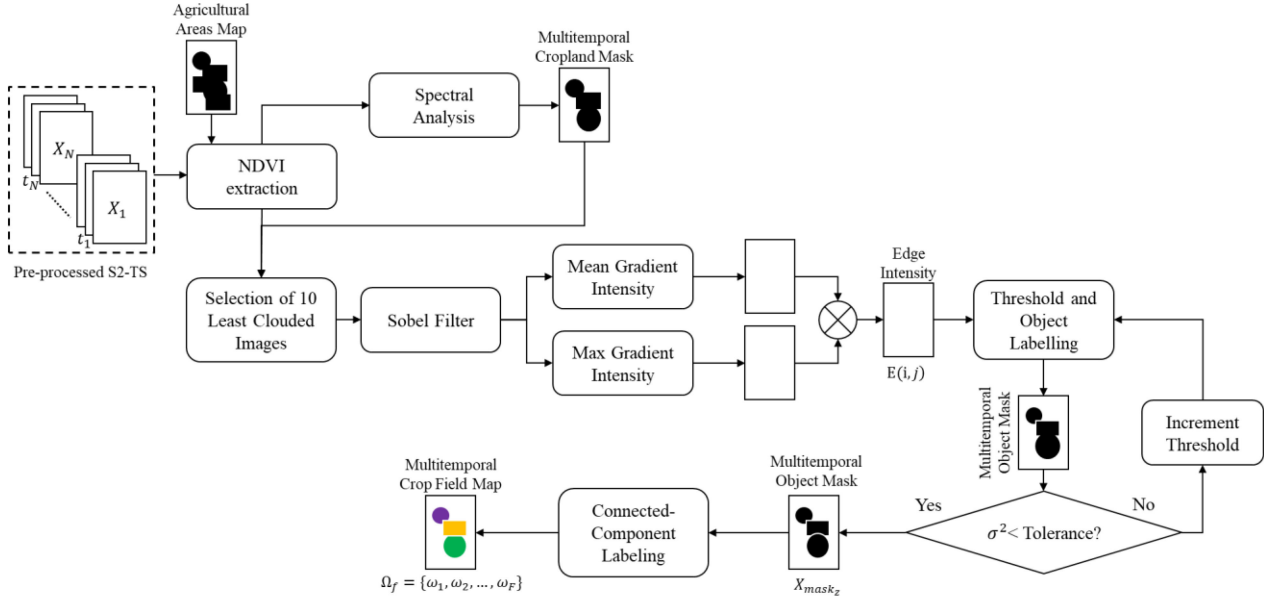 Agricultural
Areas Map
Multitemporal
Cropland Mask
Spectral
Analysis
X_N
t_N
X_1
t_1
NDVI
extraction
Pre-processed S2-TS
Selection of 10
Least Clouded
Images
Sobel Filter
Mean Gradient
Intensity
Max Gradient
Intensity
Edge
Intensity
E(i, j)
Threshold and
Object
Labelling
Multitemporal
Object Mask
Increment
Threshold
Yes
No
σ² < Tolerance?
Multitemporal
Object Mask
X_{mask_z}
Connected-
Component
Labeling
Multitemporal
Crop Field Map
Ω_f = {ω_1, ω_2, ..., ω_F}